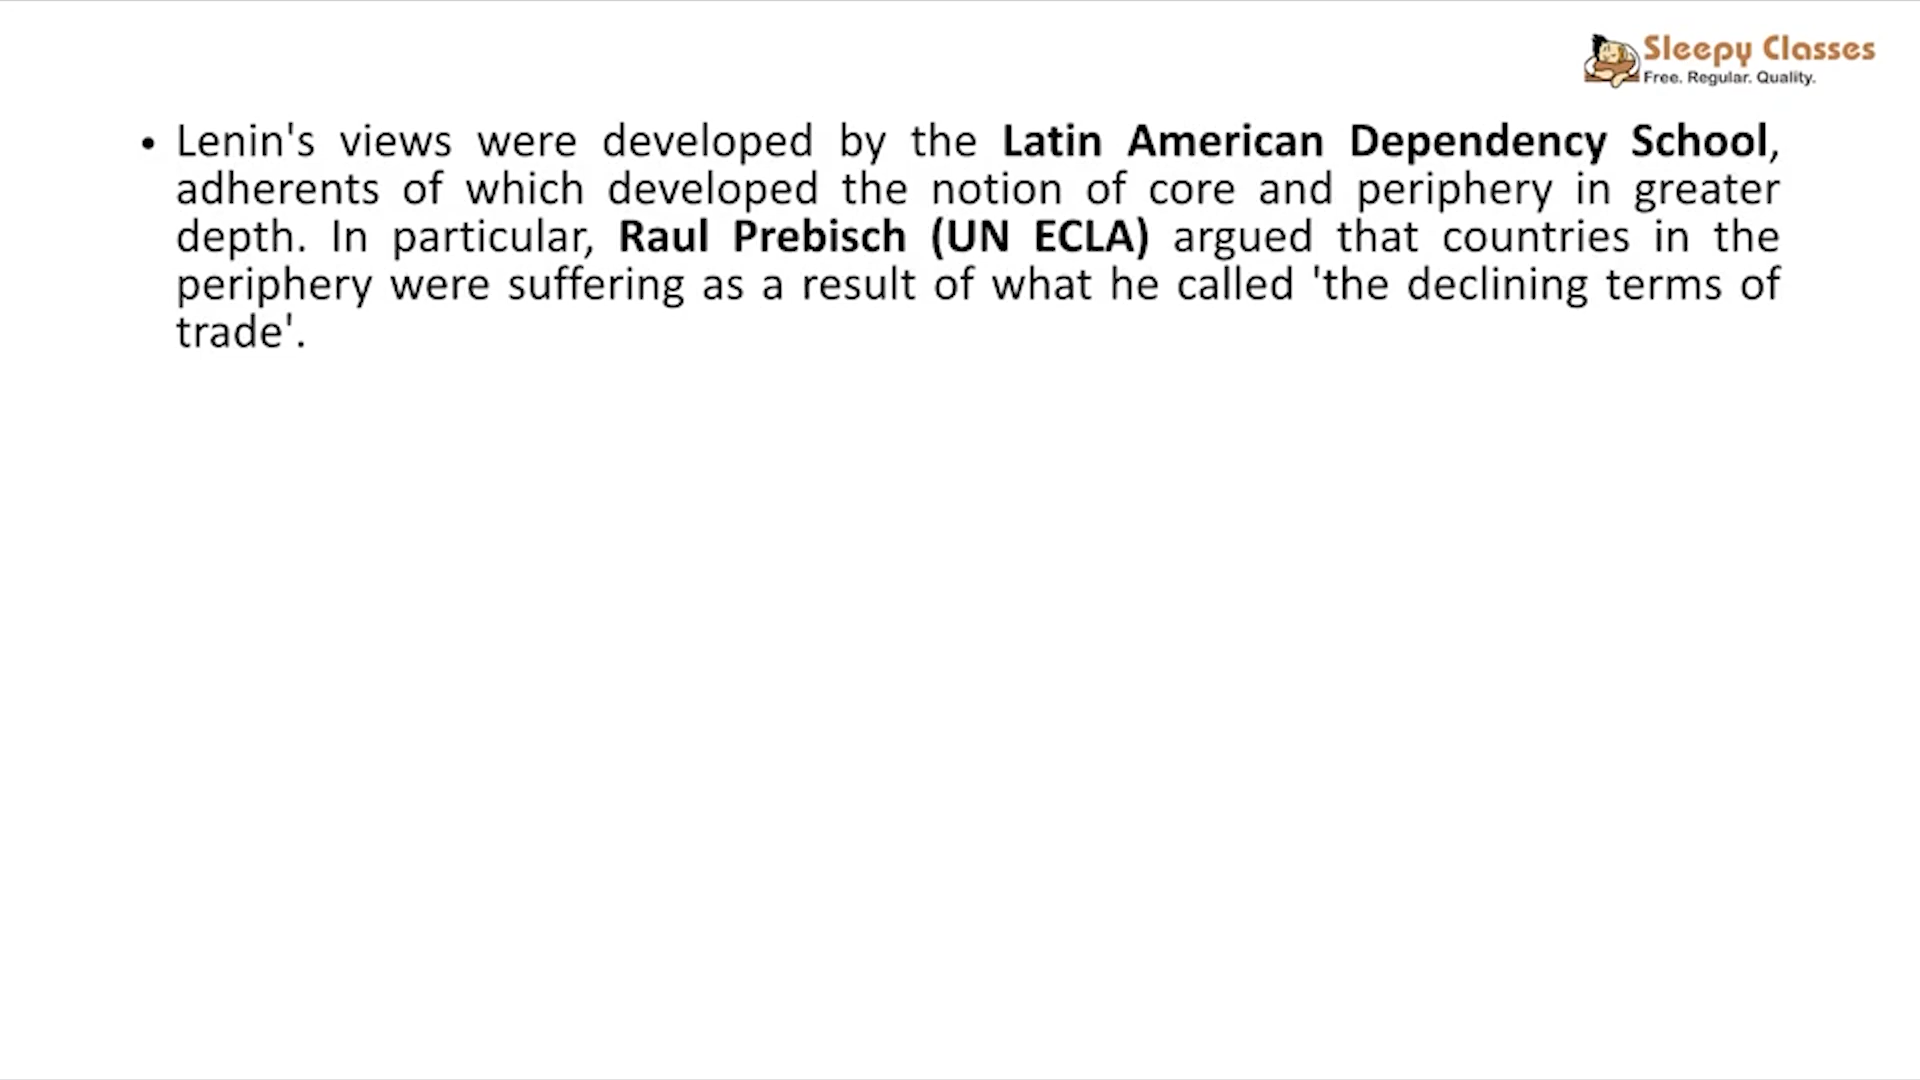 Sleepy Classes
Free. Regular. Quality.
• Lenin's views were developed by the Latin American Dependency School,
adherents of which developed the notion of core and periphery in greater
depth. In particular, Raul Prebisch (UN ECLA) argued that countries in the
periphery were suffering as a result of what he called 'the declining terms of
trade'.